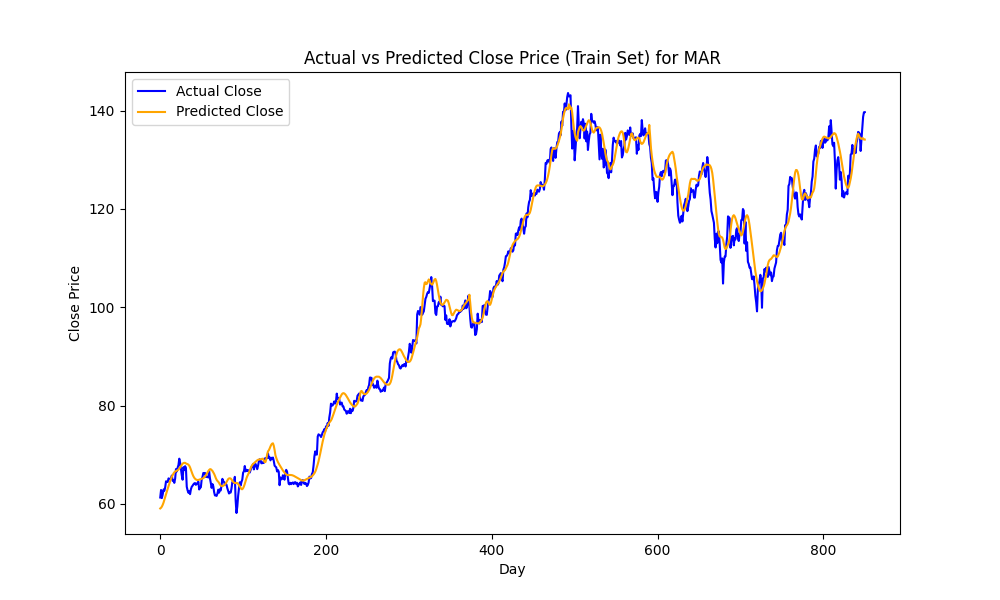 Actual vs Predicted Close Price (Train Set) for MAR
Actual Close
Predicted Close
140
120
100
80
60
Close Price
0 200 400 600 800
Day